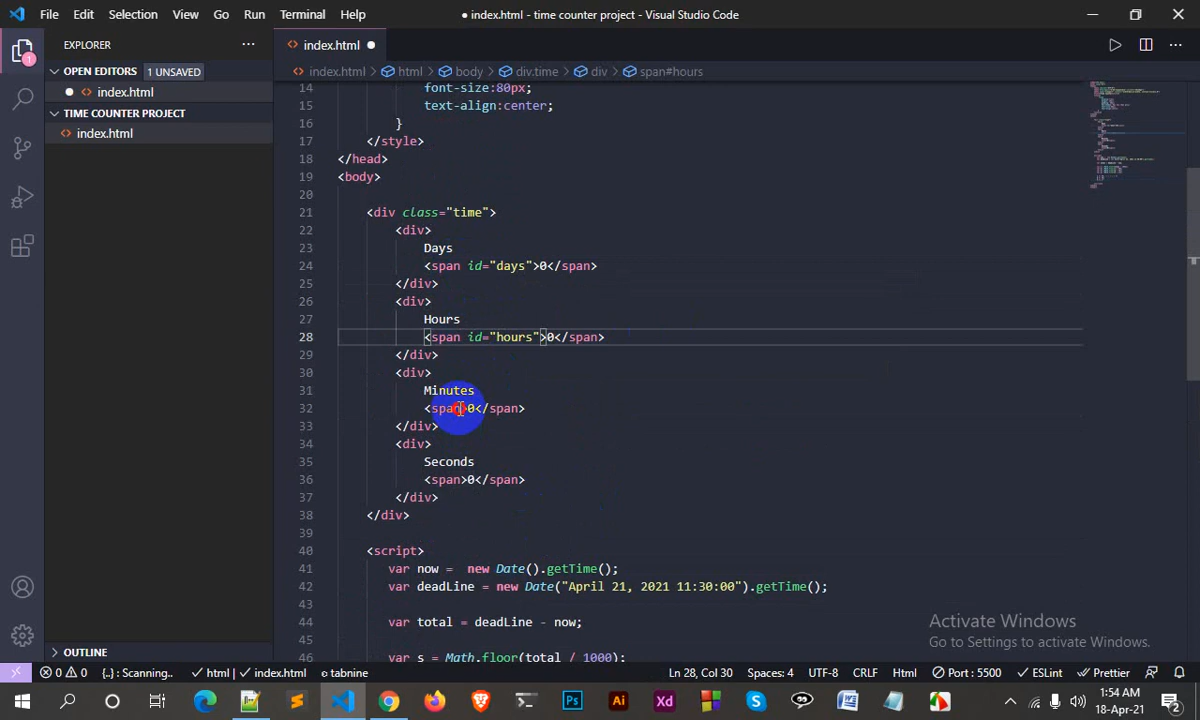 File Edit Selection View Go Run Terminal Help
● index.html - time counter project - Visual Studio Code
EXPLORER
OPEN EDITORS 1 UNSAVED
index.html
TIME COUNTER PROJECT
index.html
OUTLINE
1
index.html
index.html > html > body > div.time > div > span#hours
14 font-size:80px;
15 text-align:center;
16 }
17 </style>
18 </head>
19 <body>
20
21 <div class="time">
22 <div>
23 Days
24 <span id="days">0</span>
25 </div>
26 <div>
27 Hours
28 <span id="hours">0</span>
29 </div>
30 <div>
31 Minutes
32 <span>0</span>
33 </div>
34 <div>
35 Seconds
36 <span>0</span>
37 </div>
38 </div>
39
40 <script>
41 var now =  new Date().getTime();
42 var deadLine = new Date("April 21, 2021 11:30:00").getTime();
43
44 var total = deadLine - now;
45
46 var s = Math.floor(total / 1000);
Activate Windows
Go to Settings to activate Windows.
0 0 {..} : Scanning.. html index.html tabnine Ln 28, Col 30 Spaces: 4 UTF-8 CRLF Html Port : 5500 ESLint Prettier
Ps Ai Xd
1:54 AM
18-Apr-21
2